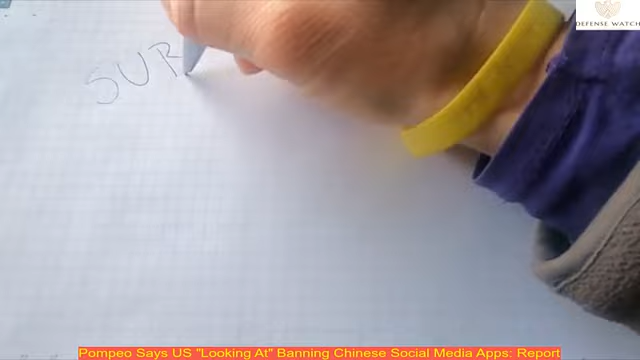 DEFENSE WATCH
SUR
Pompeo Says US "Looking At" Banning Chinese Social Media Apps: Report